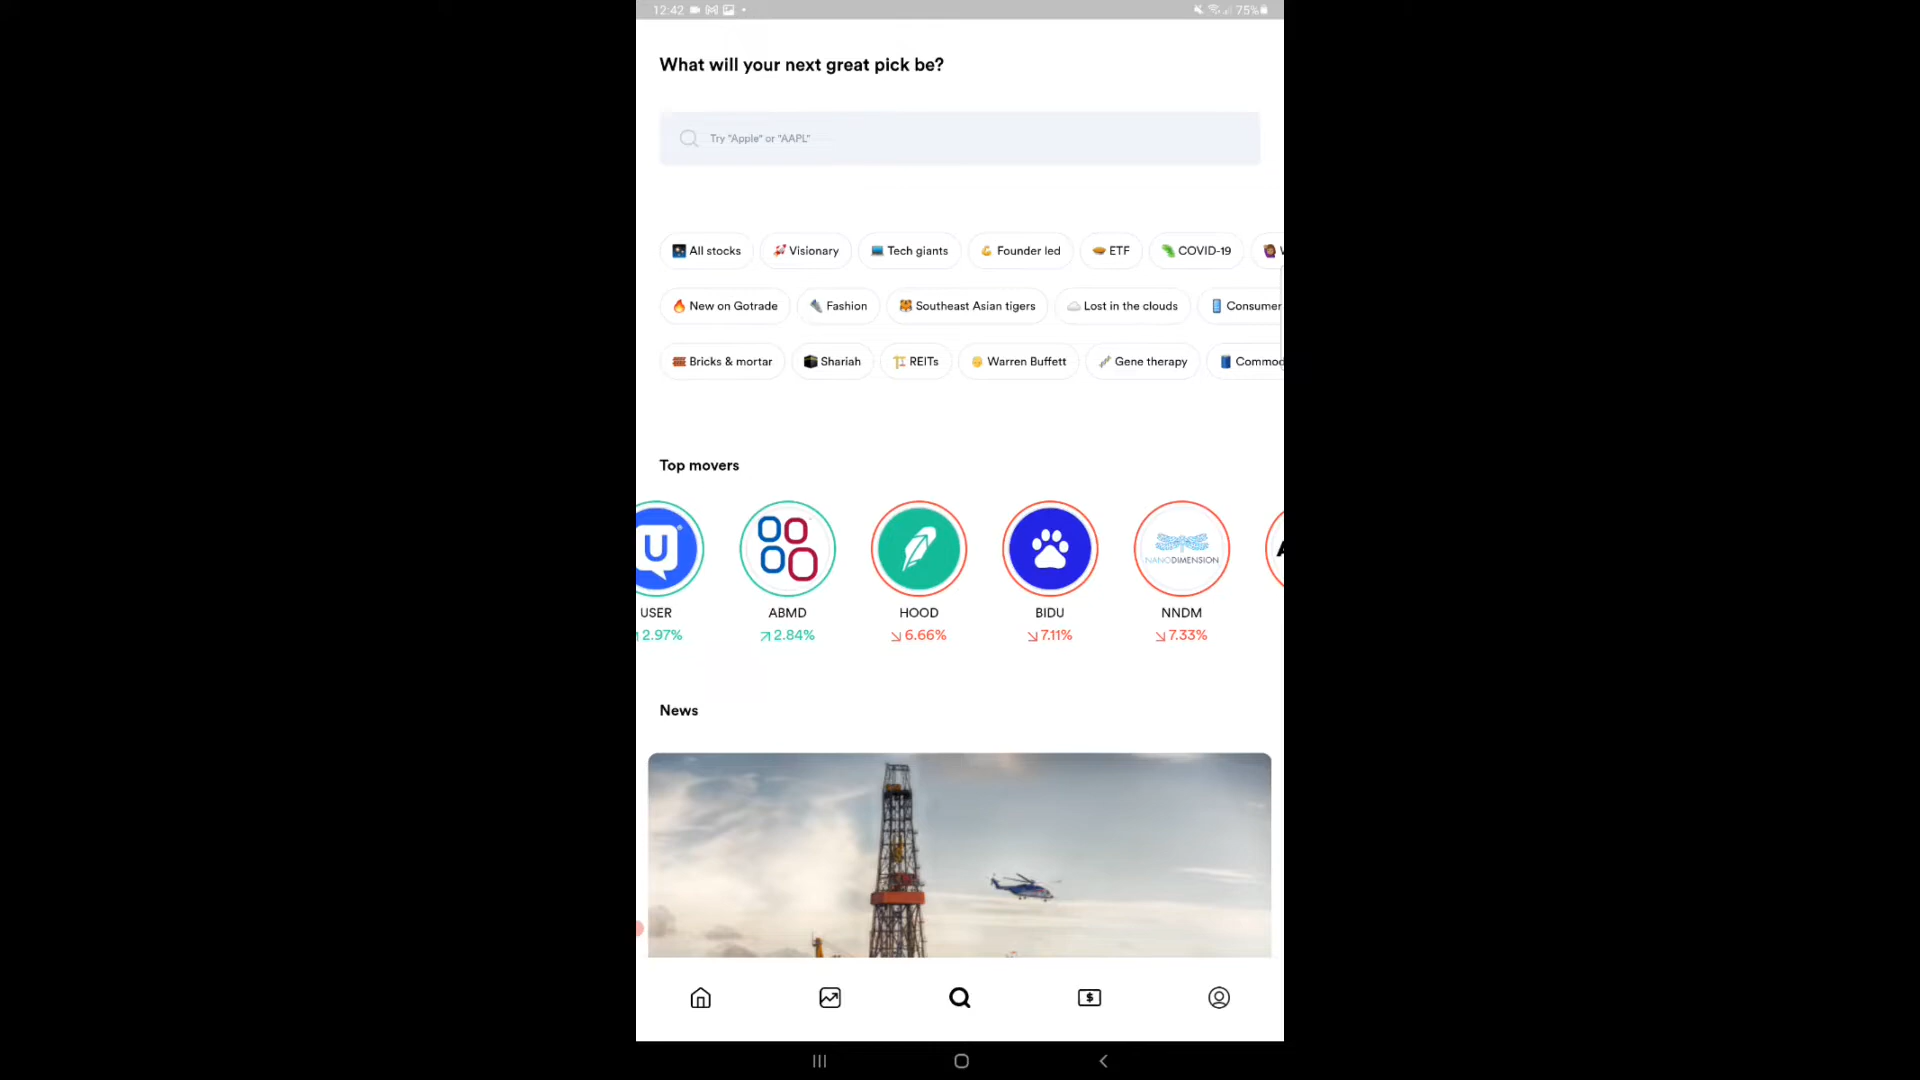 12:42
75%
What will your next great pick be?
Try "Apple" or "AAPL"
All stocks Visionary Tech giants Founder led ETF COVID-19
New on Gotrade Fashion Southeast Asian tigers Lost in the clouds Consumer
Bricks & mortar Shariah REITs Warren Buffett Gene therapy Commod
Top movers
U NANODIMENSION A
USER ABMD HOOD BIDU NNDM
2.97% 2.84% 6.66% 7.11% 7.33%
News
$